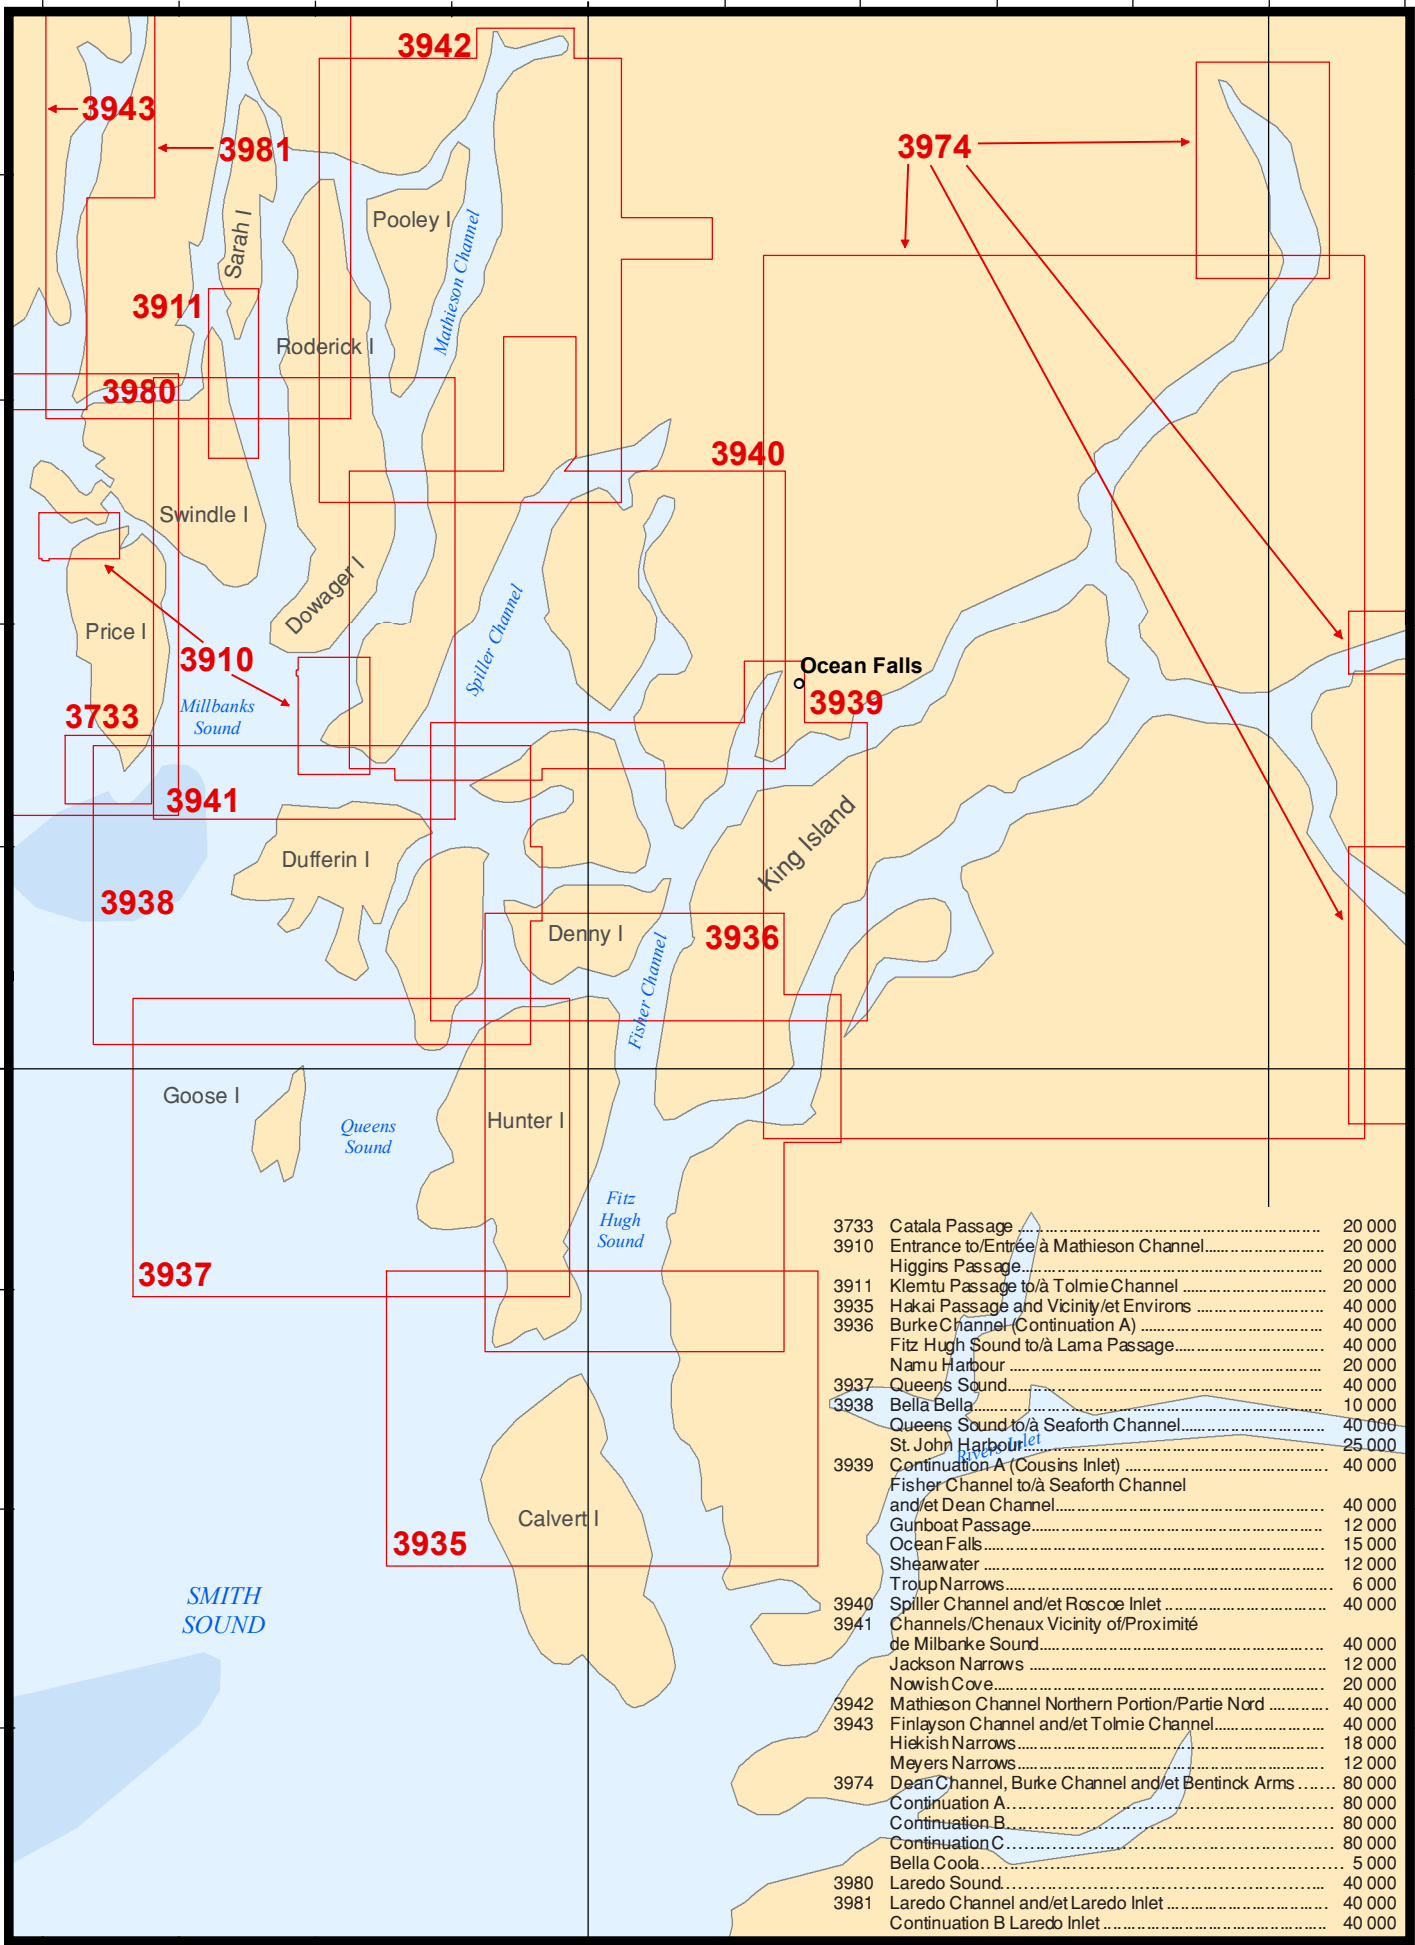 3942
3943
3974
3981
Pooley I
Sarah I
Mathieson Channel
3911
Roderick I
3980
3940
Swindle I
Dowager I
Spiller Channel
Price I
3910
Ocean Falls
3939
Millbanks
Sound
3733
3941
King Island
Dufferin I
3938
Denny I
3936
Fisher Channel
Goose I
Hunter I
Queens
Sound
Fitz
Hugh
Sound
3937
Calvert I
3935
SMITH
SOUND
Rivers Inlet
3733 Catala Passage ........ 20 000
3910 Entrance to/Entrée à Mathieson Channel........ 20 000
Higgins Passage........ 20 000
3911 Klemtu Passage to/à Tolmie Channel ........ 20 000
3935 Hakai Passage and Vicinity/et Environs ........ 40 000
3936 Burke Channel (Continuation A) ........ 40 000
Fitz Hugh Sound to/à Lama Passage........ 40 000
Namu Harbour ........ 20 000
3937 Queens Sound........ 40 000
3938 Bella Bella........ 10 000
Queens Sound to/à Seaforth Channel........ 40 000
St. John Harbour........ 25 000
3939 Continuation A (Cousins Inlet) ........ 40 000
Fisher Channel to/à Seaforth Channel
and/et Dean Channel........ 40 000
Gunboat Passage........ 12 000
Ocean Falls........ 15 000
Shearwater ........ 12 000
Troup Narrows........ 6 000
3940 Spiller Channel and/et Roscoe Inlet ........ 40 000
3941 Channels/Chenaux Vicinity of/Proximité
de Milbanke Sound........ 40 000
Jackson Narrows ........ 12 000
Nowish Cove........ 20 000
3942 Mathieson Channel Northern Portion/Partie Nord ........ 40 000
3943 Finlayson Channel and/et Tolmie Channel........ 40 000
Hiekish Narrows........ 18 000
Meyers Narrows........ 12 000
3974 Dean Channel, Burke Channel and/et Bentinck Arms ...... 80 000
Continuation A........ 80 000
Continuation B........ 80 000
Continuation C........ 80 000
Bella Coola........ 5 000
3980 Laredo Sound........ 40 000
3981 Laredo Channel and/et Laredo Inlet ........ 40 000
Continuation B Laredo Inlet ........ 40 000